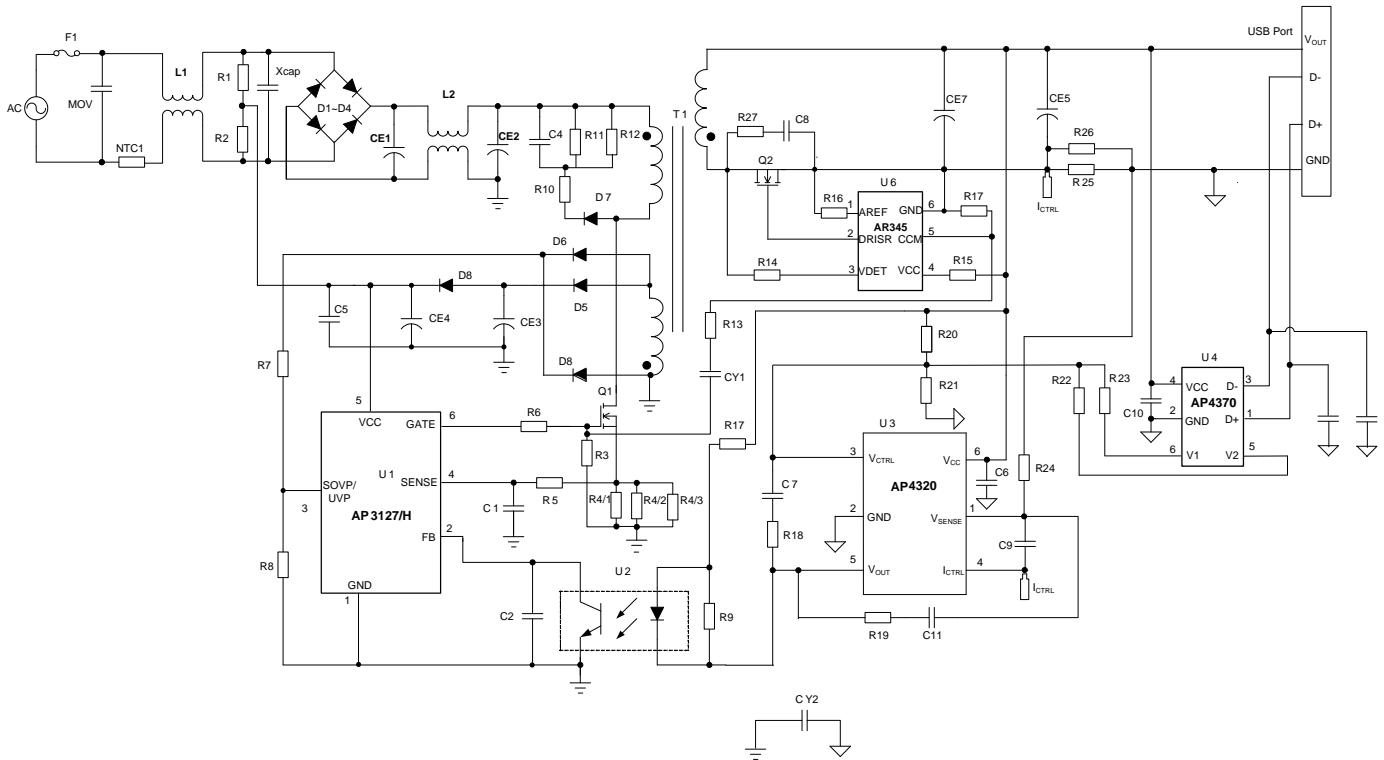 F1
AC
MOV
NTC1
L1
R1
R2
Xcap
D1~D4
CE1
L2
CE2
C4
R11
R12
R10
D7
T1
R27
C8
Q2
CE7
CE5
R26
R25
ICTRL
USB Port
VOUT
D-
D+
GND
R16
U6
R17
1
AREF
GND
6
AR345
2
DRISR
CCM
5
R14
3
VDET
VCC
4
R15
D6
D8
D5
C5
CE4
CE3
R7
D8
R13
CY1
R20
R21
R22
R23
U4
4
VCC
D-
3
AP4370
C10
2
GND
D+
1
6
V1
V2
5
Q1
5
VCC
GATE
6
R6
R3
R17
U1
SENSE
4
SOVP/
UVP
3
AP3127/H
R5
C1
R4/1
R4/2
R4/3
FB
2
GND
1
R8
C2
U2
R9
U3
3
VCTRL
VCC
6
C6
AP4320
C7
2
GND
VSENSE
1
R24
R18
C9
5
VOUT
ICTRL
4
ICTRL
R19
C11
CY2